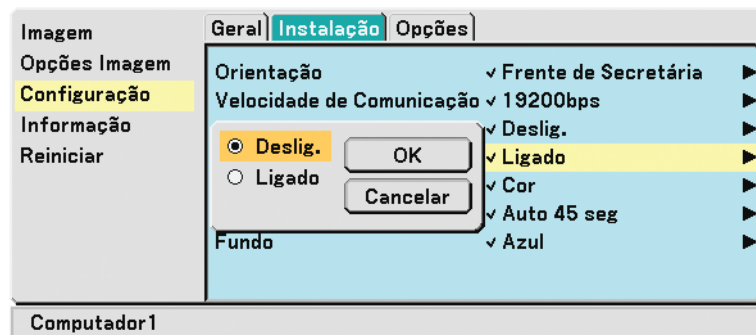 Imagem
Opções Imagem
Configuração
Informação
Reiniciar
Geral Instalação Opções
Orientação ✓ Frente de Secretária ▶
Velocidade de Comunicação ✓ 19200bps ▶
✓ Deslig. ▶
✓ Ligado ▶
✓ Cor ▶
✓ Auto 45 seg ▶
Fundo ✓ Azul ▶
Deslig.
Ligado
OK
Cancelar
Computador1